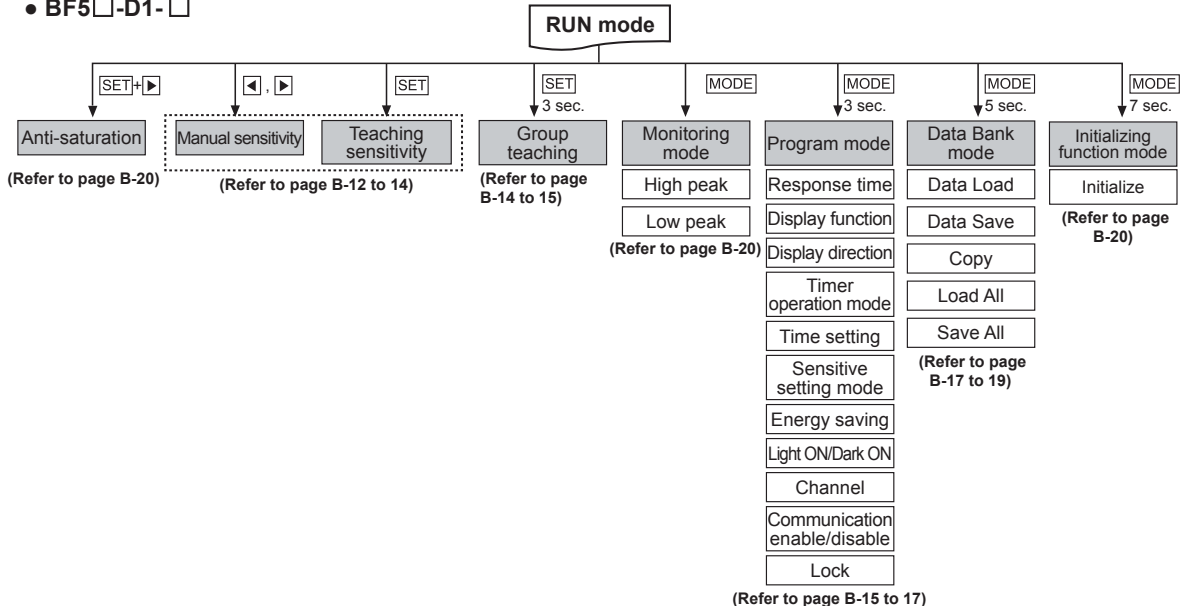 ● BF5□-D1-□
RUN mode
SET+▶
◀ , ▶
SET
SET
3 sec.
MODE
MODE
3 sec.
MODE
5 sec.
MODE
7 sec.
Anti-saturation
(Refer to page B-20)
Manual sensitivity
Teaching
sensitivity
(Refer to page B-12 to 14)
Group
teaching
(Refer to page
B-14 to 15)
Monitoring
mode
High peak
Low peak
(Refer to page B-20)
Program mode
Response time
Display function
Display direction
Timer
operation mode
Time setting
Sensitive
setting mode
Energy saving
Light ON/Dark ON
Channel
Communication
enable/disable
Lock
(Refer to page B-15 to 17)
Data Bank
mode
Data Load
Data Save
Copy
Load All
Save All
(Refer to page
B-17 to 19)
Initializing
function mode
Initialize
(Refer to page
B-20)